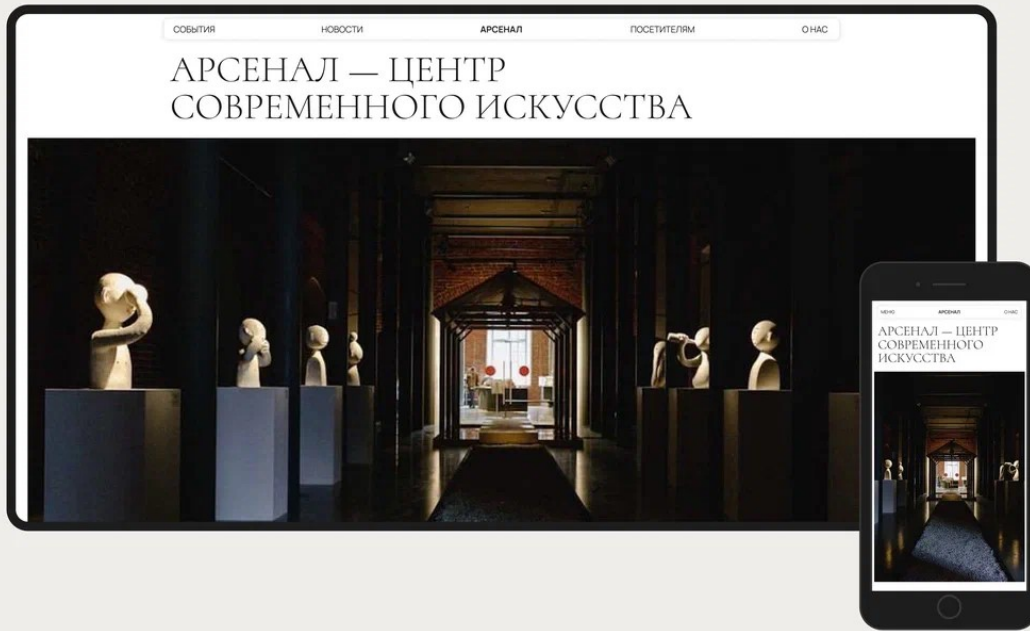 СОБЫТИЯ НОВОСТИ АРСЕНАЛ ПОСЕТИТЕЛЯМ О НАС
АРСЕНАЛ — ЦЕНТР
СОВРЕМЕННОГО ИСКУССТВА
МЕНЮ АРСЕНАЛ О НАС
АРСЕНАЛ — ЦЕНТР
СОВРЕМЕННОГО
ИСКУССТВА